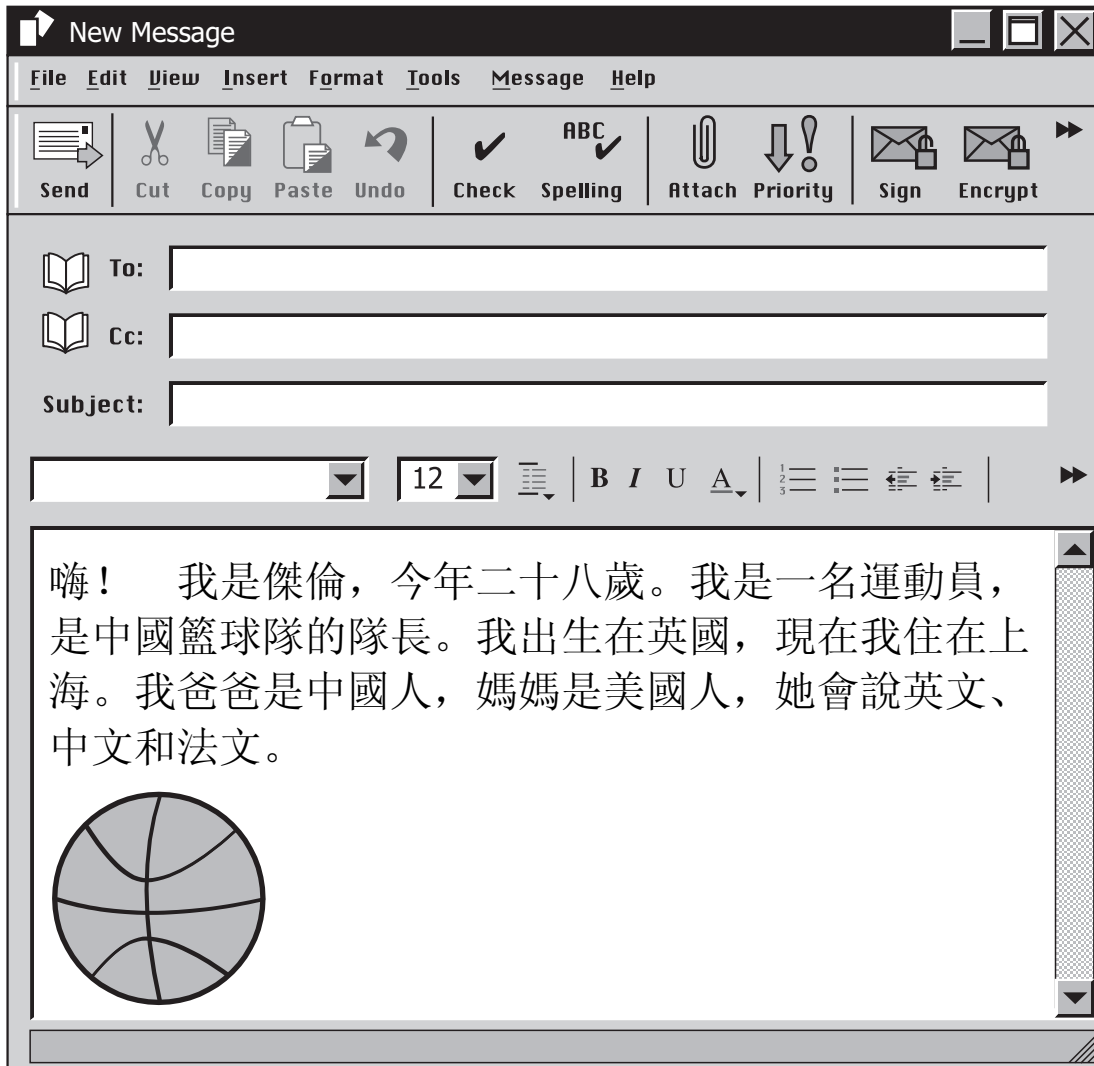 New Message
File Edit View Insert Format Tools Message Help
ABC
Send Cut Copy Paste Undo Check Spelling Attach Priority Sign Encrypt
To:
Cc:
Subject:
12 B I U A 1 2 3
嗨！ 我是傑倫，今年二十八歲。我是一名運動員，
是中國籃球隊的隊長。我出生在英國，現在我住在上
海。我爸爸是中國人，媽媽是美國人，她會說英文、
中文和法文。